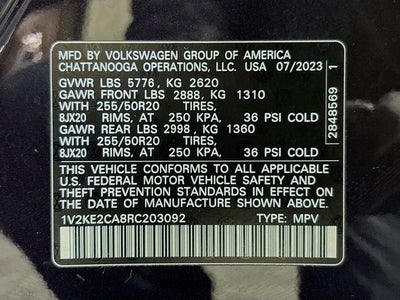 MFD BY VOLKSWAGEN GROUP OF AMERICA
CHATTANOOGA OPERATIONS, LLC. USA 07/2023
GVWR LBS 5776, KG 2620
GAWR FRONT LBS 2888, KG 1310
WITH 255/50R20 TIRES,
8JX20 RIMS, AT 250 KPA, 36 PSI COLD
GAWR REAR LBS 2998, KG 1360
WITH 255/50R20 TIRES,
8JX20 RIMS, AT 250 KPA, 36 PSI COLD
THIS VEHICLE CONFORMS TO ALL APPLICABLE
U.S. FEDERAL MOTOR VEHICLE SAFETY AND
THEFT PREVENTION STANDARDS IN EFFECT ON
THE DATE OF MANUFACTURE SHOWN ABOVE.
1V2KE2CA8RC203092 TYPE: MPV
2848569 1